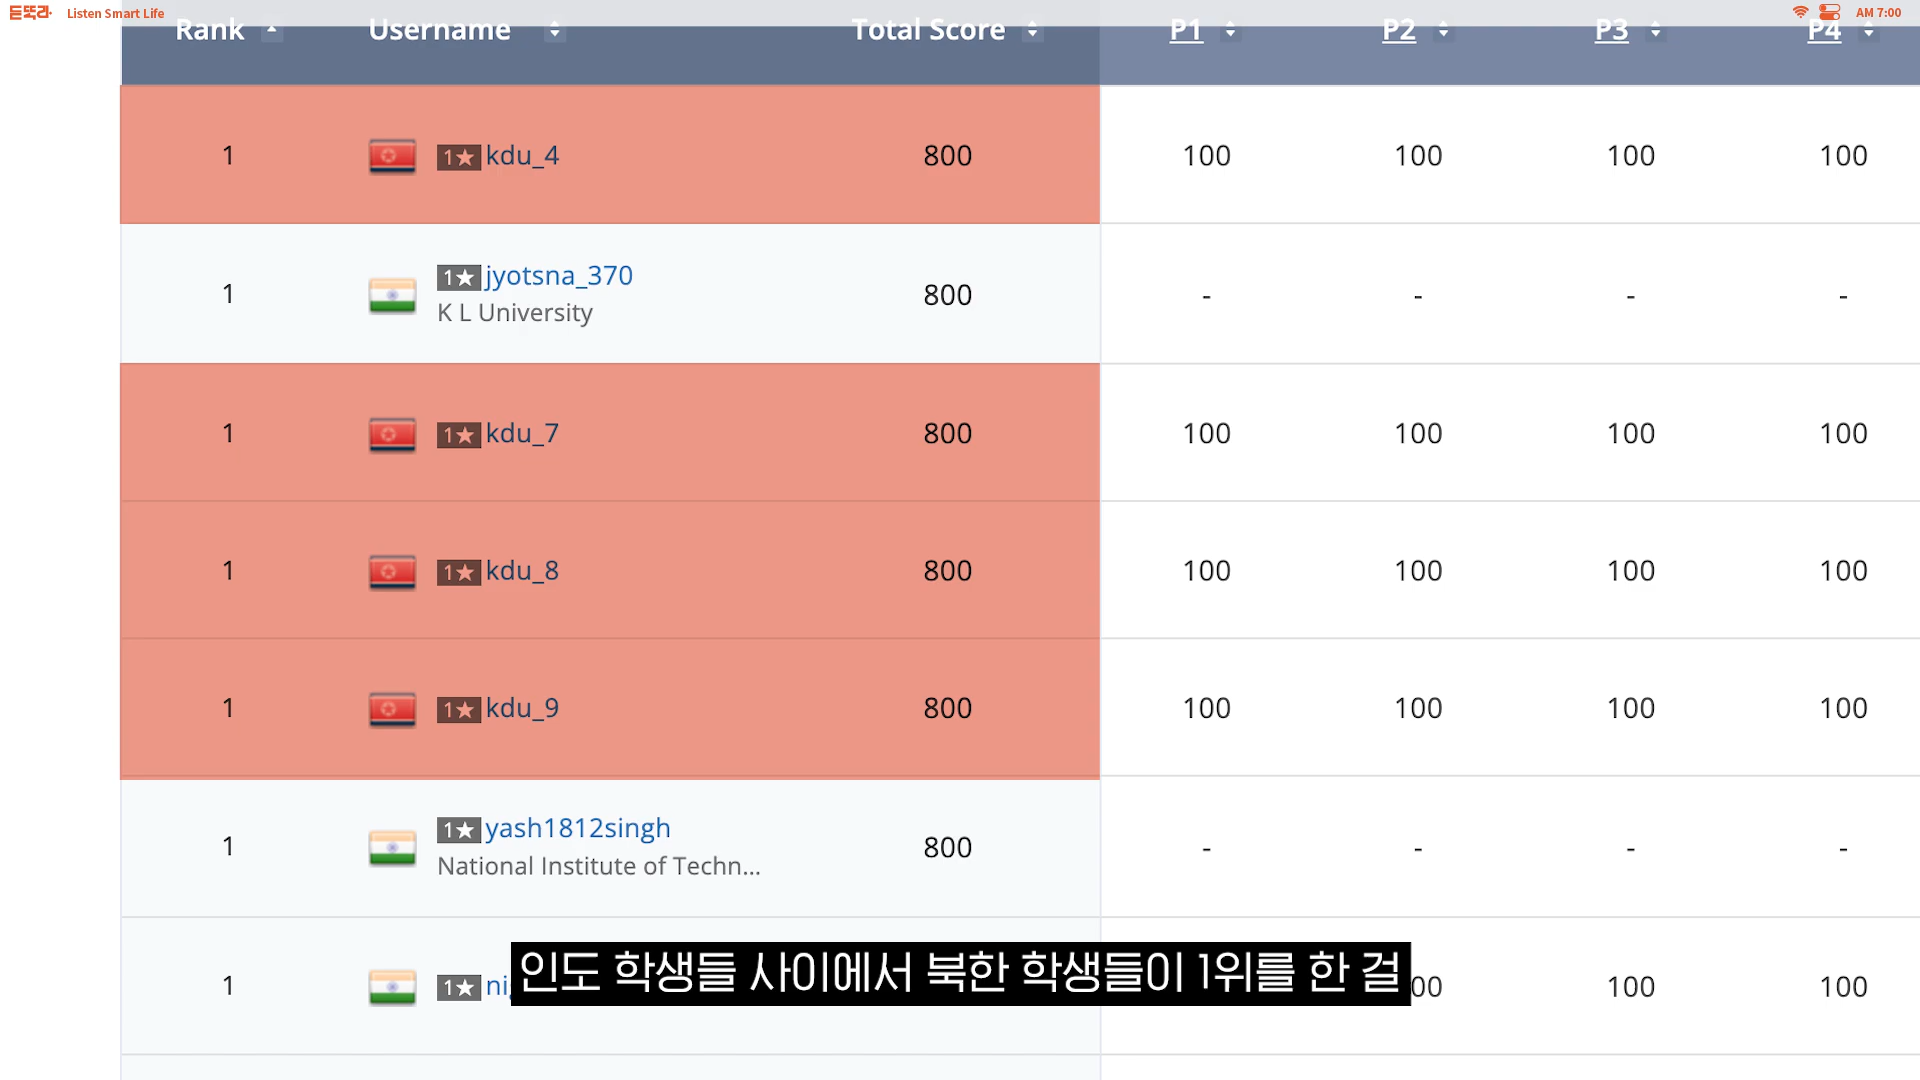 듣똑라 Listen Smart Life AM 7:00
Rank Username Total Score P1 P2 P3 P4
1 1★ kdu_4 800 100 100 100 100
1 1★ jyotsna_370 800 - - - -
K L University
1 1★ kdu_7 800 100 100 100 100
1 1★ kdu_8 800 100 100 100 100
1 1★ kdu_9 800 100 100 100 100
1 1★ yash1812singh 800 - - - -
National Institute of Techn...
1 1★ 100 100
인도 학생들 사이에서 북한 학생들이 1위를 한 걸